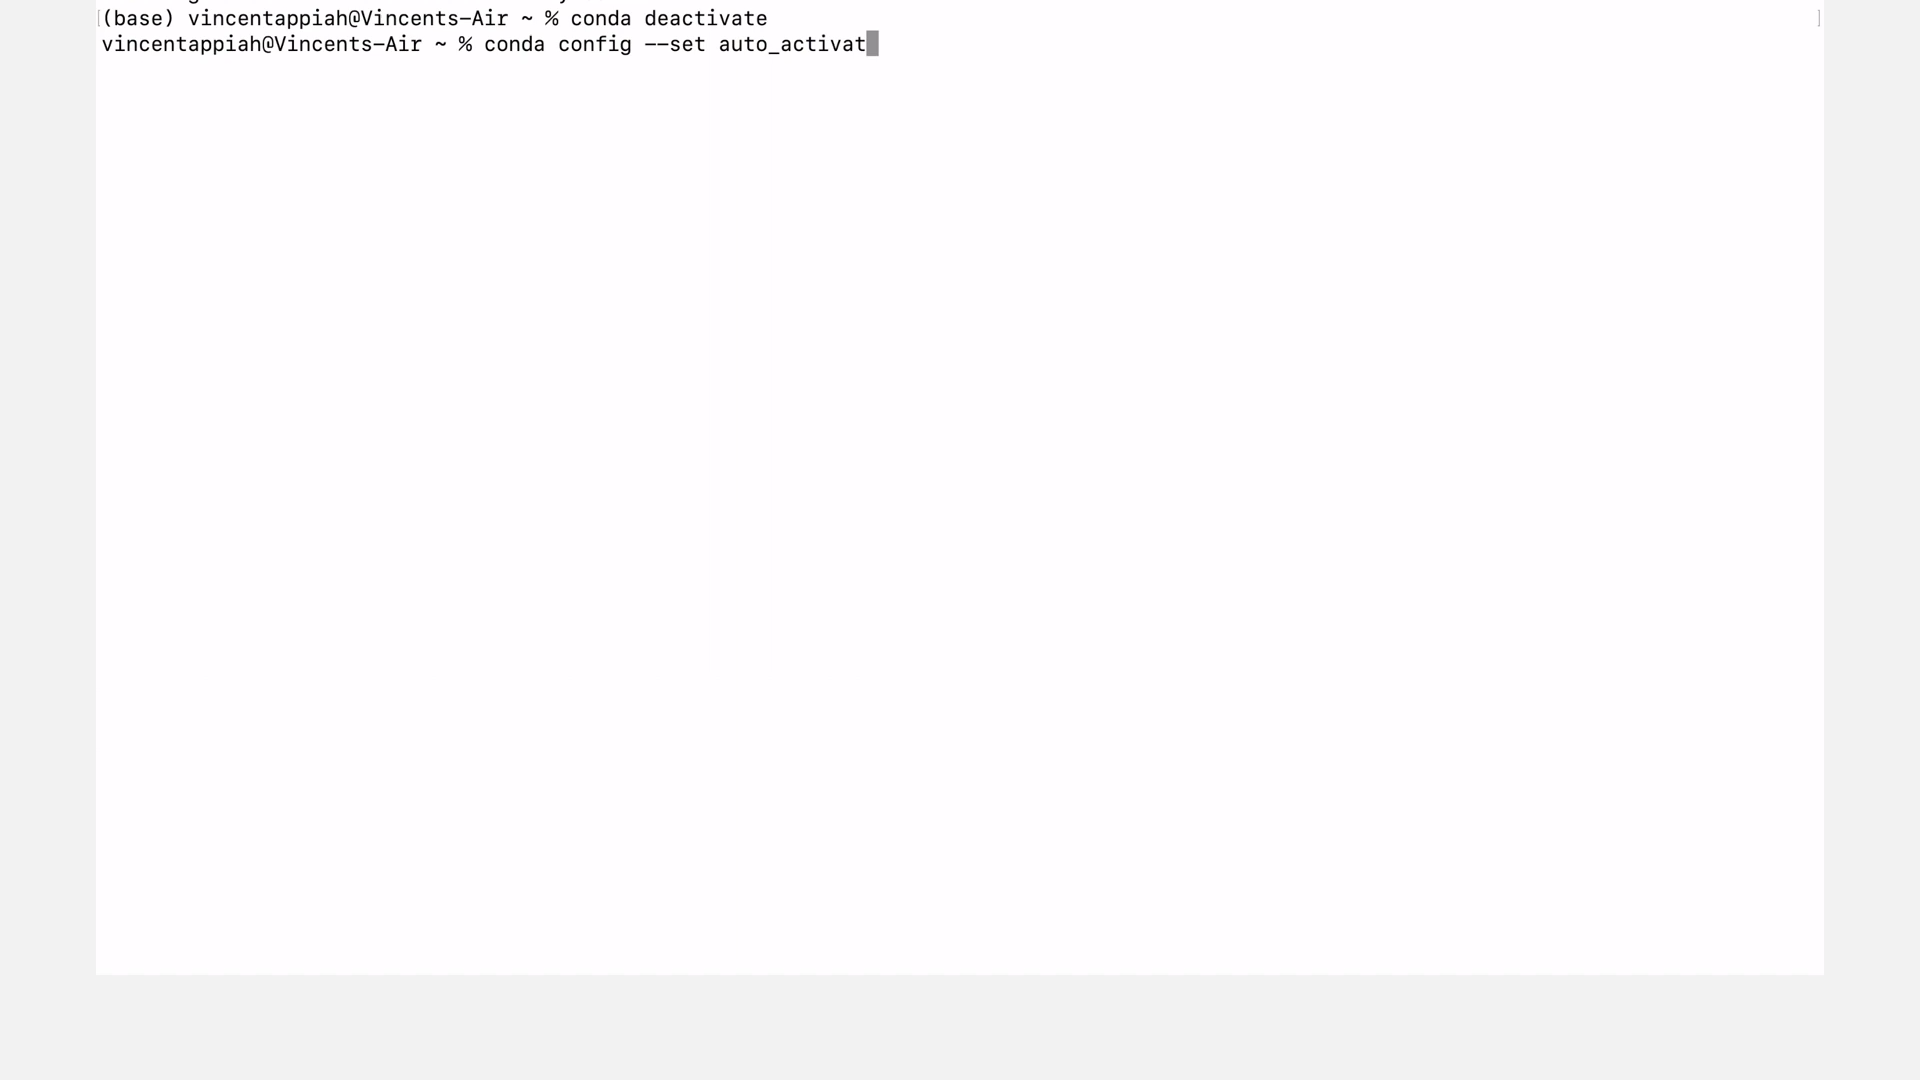 (base) vincentappiah@Vincents-Air ~ % conda deactivate
vincentappiah@Vincents-Air ~ % conda config --set auto_activat